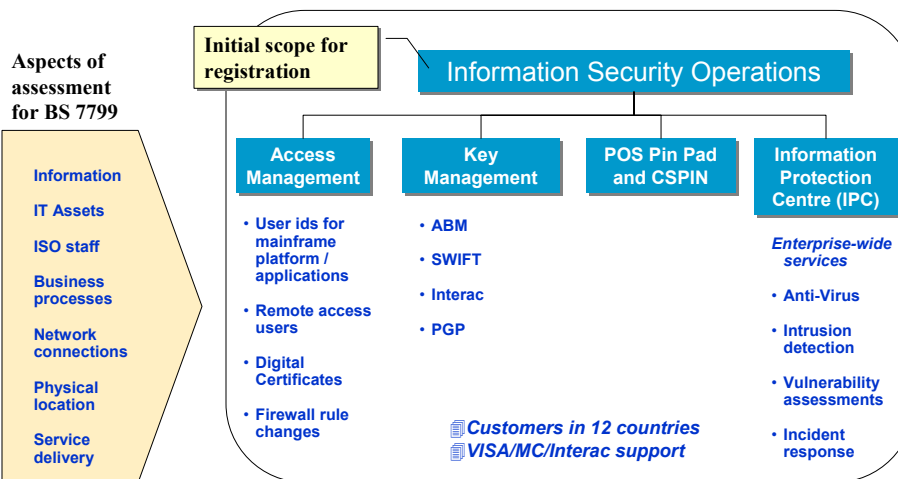 Aspects of
assessment
for BS 7799
Information
IT Assets
ISO staff
Business
processes
Network
connections
Physical
location
Service
delivery
Initial scope for
registration
Information Security Operations
Access
Management
• User ids for
mainframe
platform /
applications
• Remote access
users
• Digital
Certificates
• Firewall rule
changes
Key
Management
• ABM
• SWIFT
• Interac
• PGP
POS Pin Pad
and CSPIN
Information
Protection
Centre (IPC)
Enterprise-wide
services
• Anti-Virus
• Intrusion
detection
• Vulnerability
assessments
• Incident
response
Customers in 12 countries
VISA/MC/Interac support